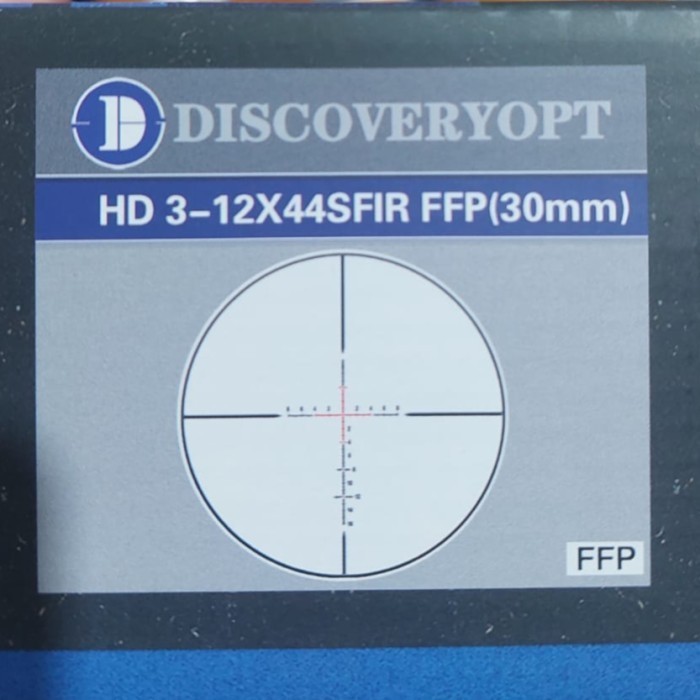 D DISCOVERYOPT
HD 3-12X44SFIR FFP(30mm)
FFP